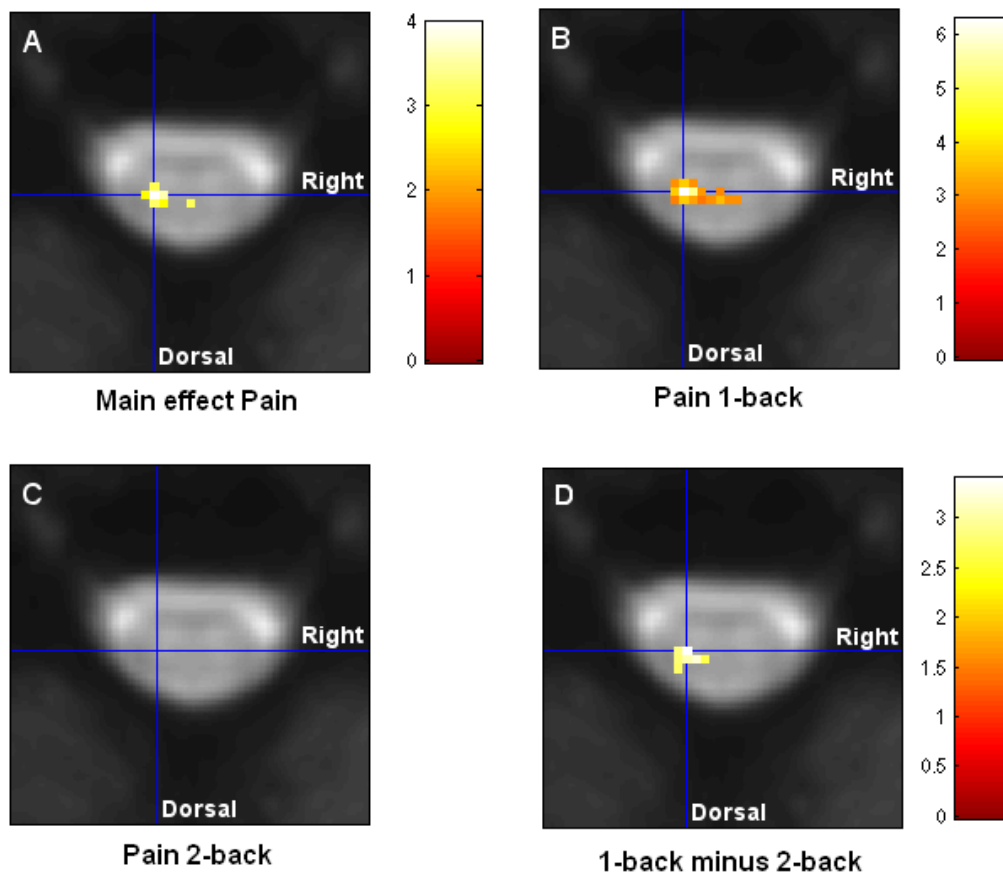 A
4
3
2
1
0
Right
Dorsal
Main effect Pain
B
6
5
4
3
2
1
0
Right
Dorsal
Pain 1-back
C
Right
Dorsal
Pain 2-back
D
3
2.5
2
1.5
1
0.5
0
Right
Dorsal
1-back minus 2-back